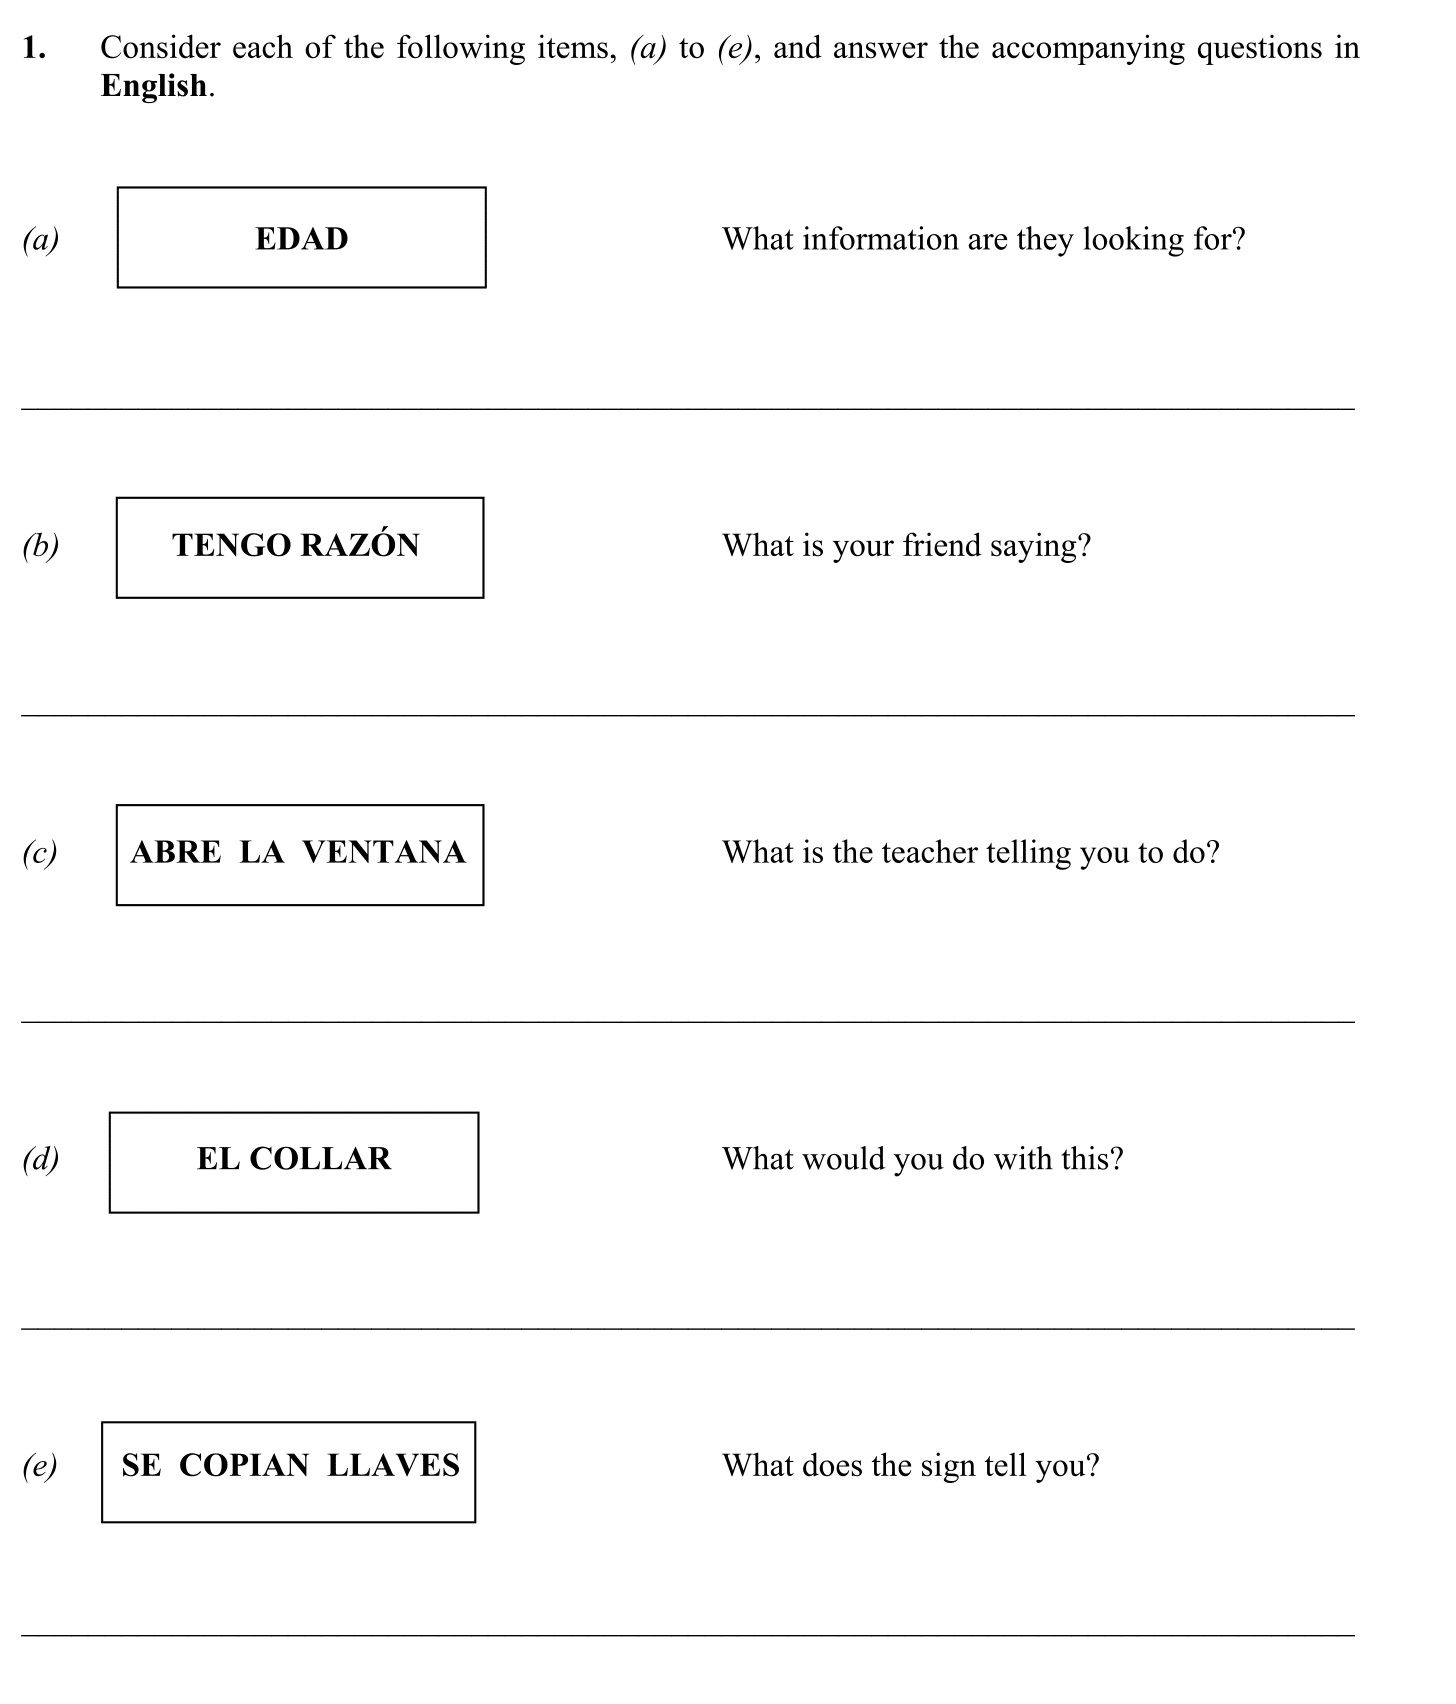 1. Consider each of the following items, (a) to (e), and answer the accompanying questions in
English.
(a) EDAD What information are they looking for?
(b) TENGO RAZÓN What is your friend saying?
(c) ABRE LA VENTANA What is the teacher telling you to do?
(d) EL COLLAR What would you do with this?
(e) SE COPIAN LLAVES What does the sign tell you?